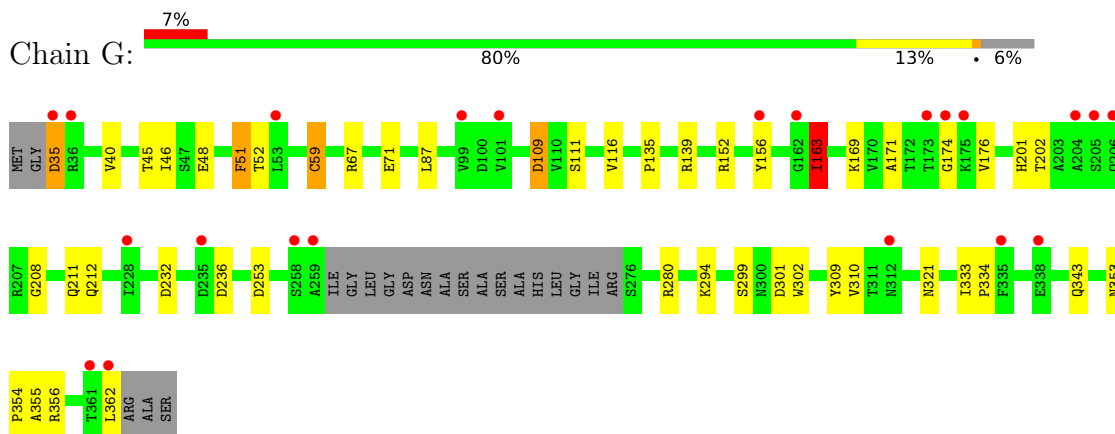 7%
Chain G:
80% 13% • 6%
MET GLY D35 R36 V40 T45 I46 S47 E48 F51 T52 L53 C59 R67 E71 L87 V99 D100 V101 D109 V110 S111 V116 P135 R139 R152 Y156 G162 I163 K169 V170 A171 T172 T173 G174 K175 V176 H201 T202 A203 A204 S205
R207 G208 Q211 Q212 I228 D232 D235 D236 D253 S258 A259 ILE GLY LEU GLY ASP ASN ALA SER ALA SER ALA HIS LEU GLY ILE ARG S276 R280 K294 S299 N300 D301 W302 Y309 V310 T311 N312 N321 I333 P334 F335 E338 Q343 N353
P354 A355 R356 T361 L362 ARG ALA SER